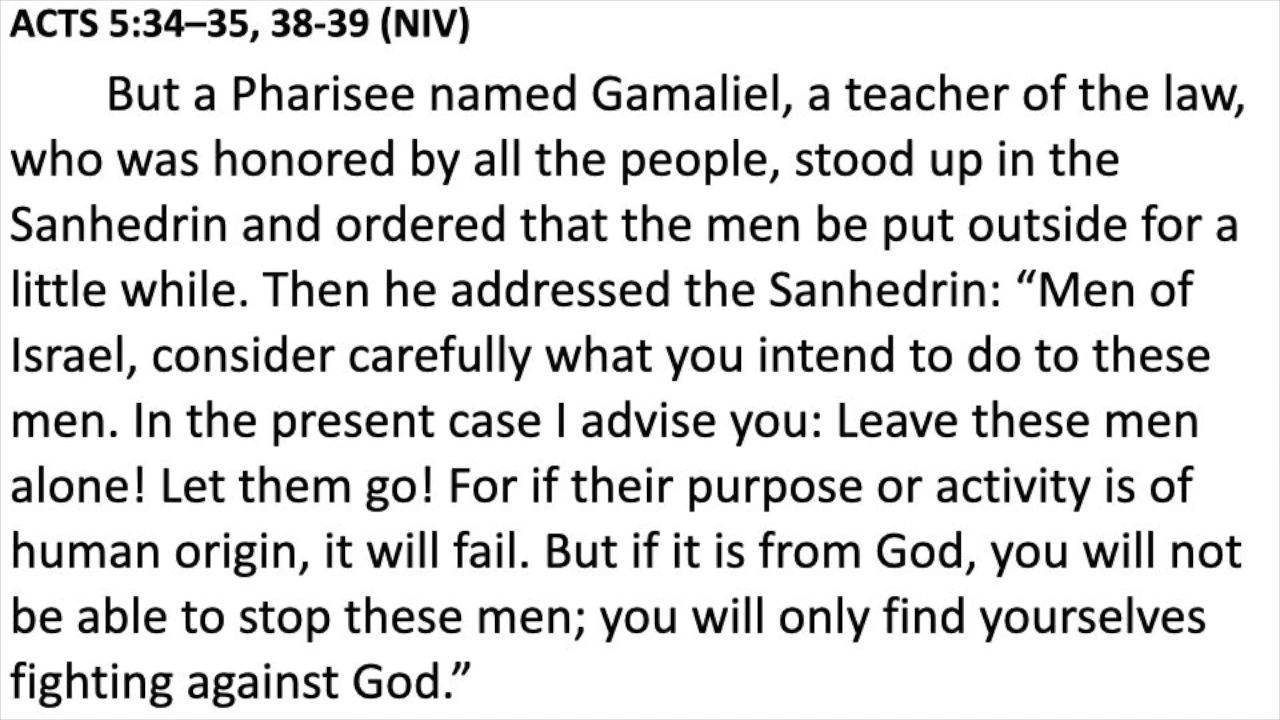 ACTS 5:34–35, 38-39 (NIV)
But a Pharisee named Gamaliel, a teacher of the law,
who was honored by all the people, stood up in the
Sanhedrin and ordered that the men be put outside for a
little while. Then he addressed the Sanhedrin: “Men of
Israel, consider carefully what you intend to do to these
men. In the present case I advise you: Leave these men
alone! Let them go! For if their purpose or activity is of
human origin, it will fail. But if it is from God, you will not
be able to stop these men; you will only find yourselves
fighting against God.”